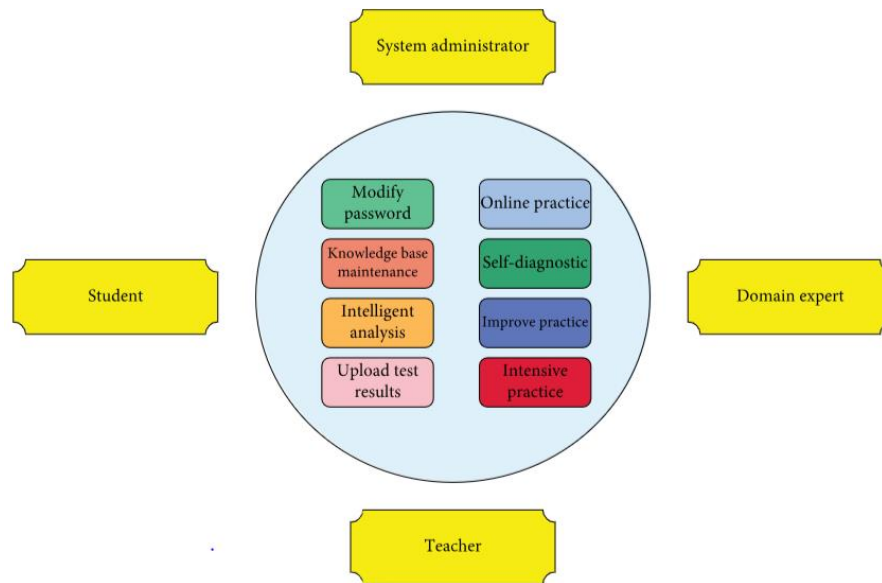 System administrator
Modify
password
Online practice
Knowledge base
maintenance
Self-diagnostic
Student
Domain expert
Intelligent
analysis
Improve practice
Upload test
results
Intensive
practice
Teacher